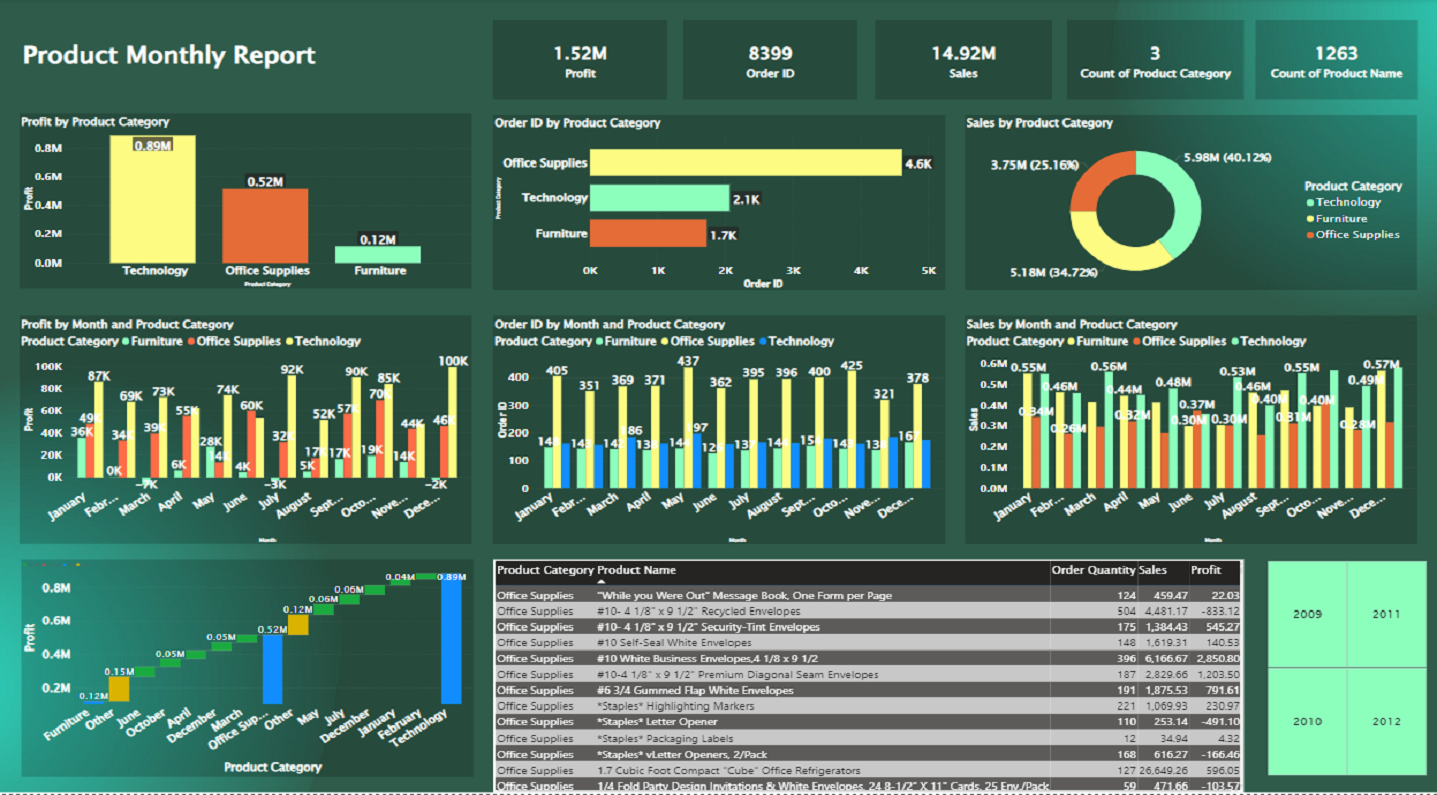 Product Monthly Report
1.52M
Profit
8399
Order ID
14.92M
Sales
3
Count of Product Category
1263
Count of Product Name
Profit by Product Category
0.8M
0.6M
0.4M
0.2M
0.0M
Profit
0.89M
0.52M
0.12M
Technology
Office Supplies
Furniture
Product Category
Order ID by Product Category
Product Category
Office Supplies
4.6K
Technology
2.1K
Furniture
1.7K
0K 1K 2K 3K 4K 5K
Order ID
Sales by Product Category
3.75M (25.16%)
5.98M (40.12%)
5.18M (34.72%)
Product Category
Technology
Furniture
Office Supplies
Profit by Month and Product Category
Product Category Furniture Office Supplies Technology
100K
80K
60K
40K
20K
0K
Profit
36K 49K 87K
0K 34K 69K
-7K 39K 73K
6K 55K
28K 14K 74K
4K 60K
-3K 32K 92K
5K 17K 52K
17K 57K 90K
19K 70K 85K
14K 44K
-2K 46K 100K
January Febr... March April May June July August Sept... Octo... Nove... Dece...
Month
Order ID by Month and Product Category
Product Category Furniture Office Supplies Technology
400
300
200
100
0
405 351 369 371 437 362 395 396 400 425 321 378
186 197
January Febr... March April May June July August Sept... Octo... Nove... Dece...
Month
Sales by Month and Product Category
Product Category Furniture Office Supplies Technology
0.6M
0.5M
0.4M
0.3M
0.2M
0.1M
0.0M
Sales
0.55M 0.34M
0.46M 0.26M
0.56M
0.44M 0.32M
0.48M
0.30M 0.37M
0.30M 0.53M
0.46M 0.40M
0.31M 0.55M
0.40M
0.28M 0.49M
0.57M
January Febr... March April May June July August Sept... Octo... Nove... Dece...
Month
0.8M
0.6M
0.4M
0.2M
Profit
0.12M 0.15M 0.05M 0.05M 0.52M 0.12M 0.06M 0.06M 0.04M 0.89M
Furniture Other June October April December March Office Sup... Other May July December January February Technology
Product Category
Product Category Product Name Order Quantity Sales Profit
Office Supplies "While you Were Out" Message Book, One Form per Page 124 459.47 22.03
Office Supplies #10- 4 1/8" x 9 1/2" Recycled Envelopes 504 4,481.17 -833.12
Office Supplies #10- 4 1/8" x 9 1/2" Security-Tint Envelopes 175 1,384.43 545.27
Office Supplies #10 Self-Seal White Envelopes 148 1,619.31 140.53
Office Supplies #10 White Business Envelopes,4 1/8 x 9 1/2 396 6,166.67 2,850.80
Office Supplies #10-4 1/8" x 9 1/2" Premium Diagonal Seam Envelopes 187 2,829.66 1,203.50
Office Supplies #6 3/4 Gummed Flap White Envelopes 191 1,875.53 791.61
Office Supplies *Staples* Highlighting Markers 221 1,069.93 230.97
Office Supplies *Staples* Letter Opener 110 253.14 -491.10
Office Supplies *Staples* Packaging Labels 12 34.94 4.32
Office Supplies *Staples* vLetter Openers, 2/Pack 168 616.27 -166.46
Office Supplies 1.7 Cubic Foot Compact "Cube" Office Refrigerators 127 26,649.26 596.05
Office Supplies 1/4 Fold Party Design Invitations & White Envelopes, 24 8-1/2" X 11" Cards, 25 Env./Pack 59 471.66 -103.57
2009 2011
2010 2012